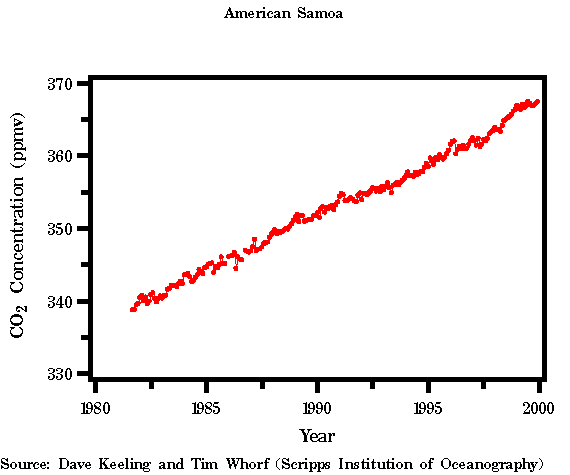 American Samoa
370
360
350
340
330
CO2 Concentration (ppmv)
1980 1985 1990 1995 2000
Year
Source: Dave Keeling and Tim Whorf (Scripps Institution of Oceanography)